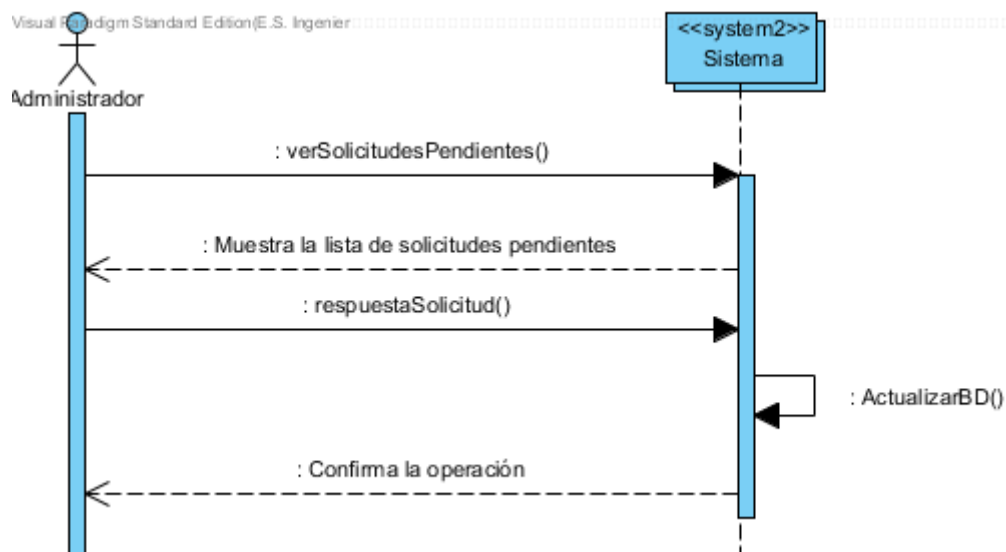 Visual Paradigm Standard Edition(E.S. Ingenier
<<system2>>
Sistema
Administrador
: verSolicitudesPendientes()
: Muestra la lista de solicitudes pendientes
: respuestaSolicitud()
: ActualizarBD()
: Confirma la operación